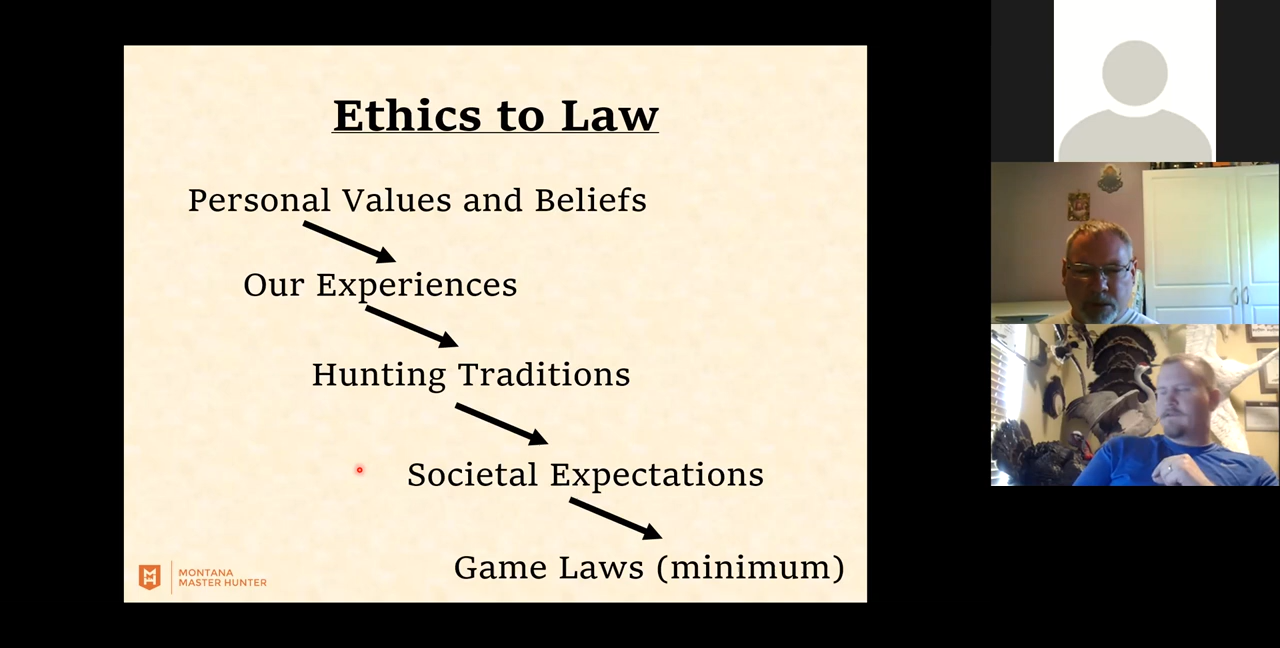 Ethics to Law
Personal Values and Beliefs
Our Experiences
Hunting Traditions
Societal Expectations
Game Laws (minimum)
MONTANA
MASTER HUNTER